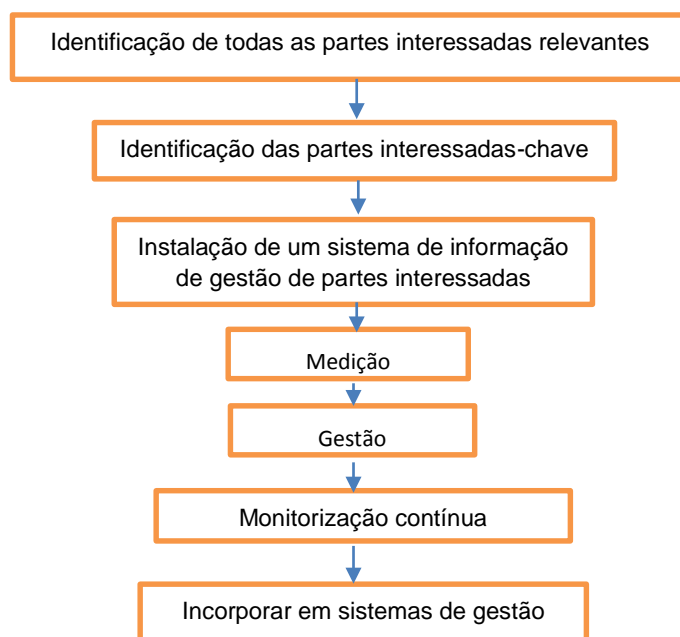 Identificação de todas as partes interessadas relevantes
Identificação das partes interessadas-chave
Instalação de um sistema de informação
de gestão de partes interessadas
Medição
Gestão
Monitorização contínua
Incorporar em sistemas de gestão